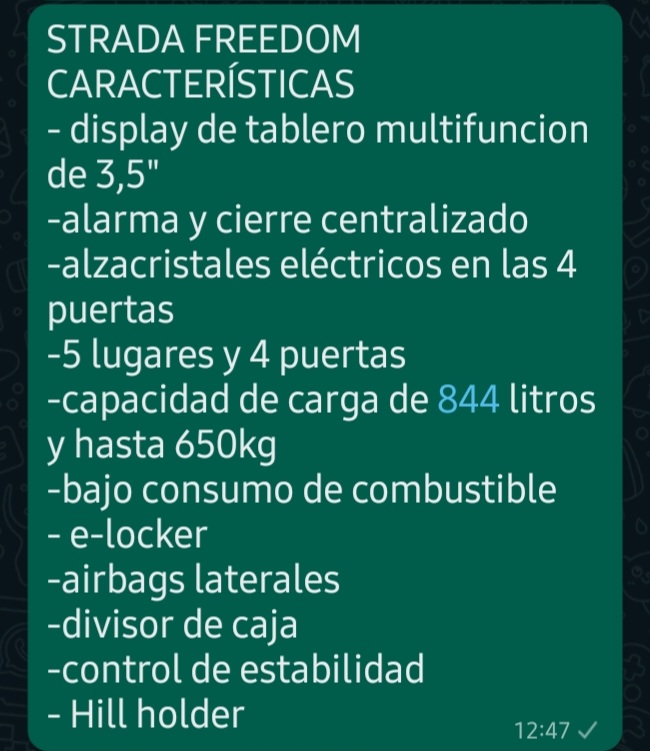 STRADA FREEDOM
CARACTERÍSTICAS
- display de tablero multifuncion
de 3,5"
-alarma y cierre centralizado
-alzacristales eléctricos en las 4
puertas
-5 lugares y 4 puertas
-capacidad de carga de 844 litros
y hasta 650kg
-bajo consumo de combustible
- e-locker
-airbags laterales
-divisor de caja
-control de estabilidad
- Hill holder
12:47